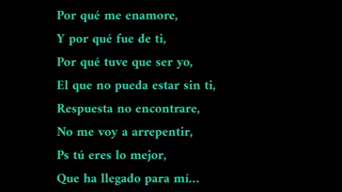 Por qué me enamore,
Y por qué fue de ti,
Por qué tuve que ser yo,
El que no pueda estar sin ti,
Respuesta no encontrare,
No me voy a arrepentir,
Ps tú eres lo mejor,
Que ha llegado para mí...